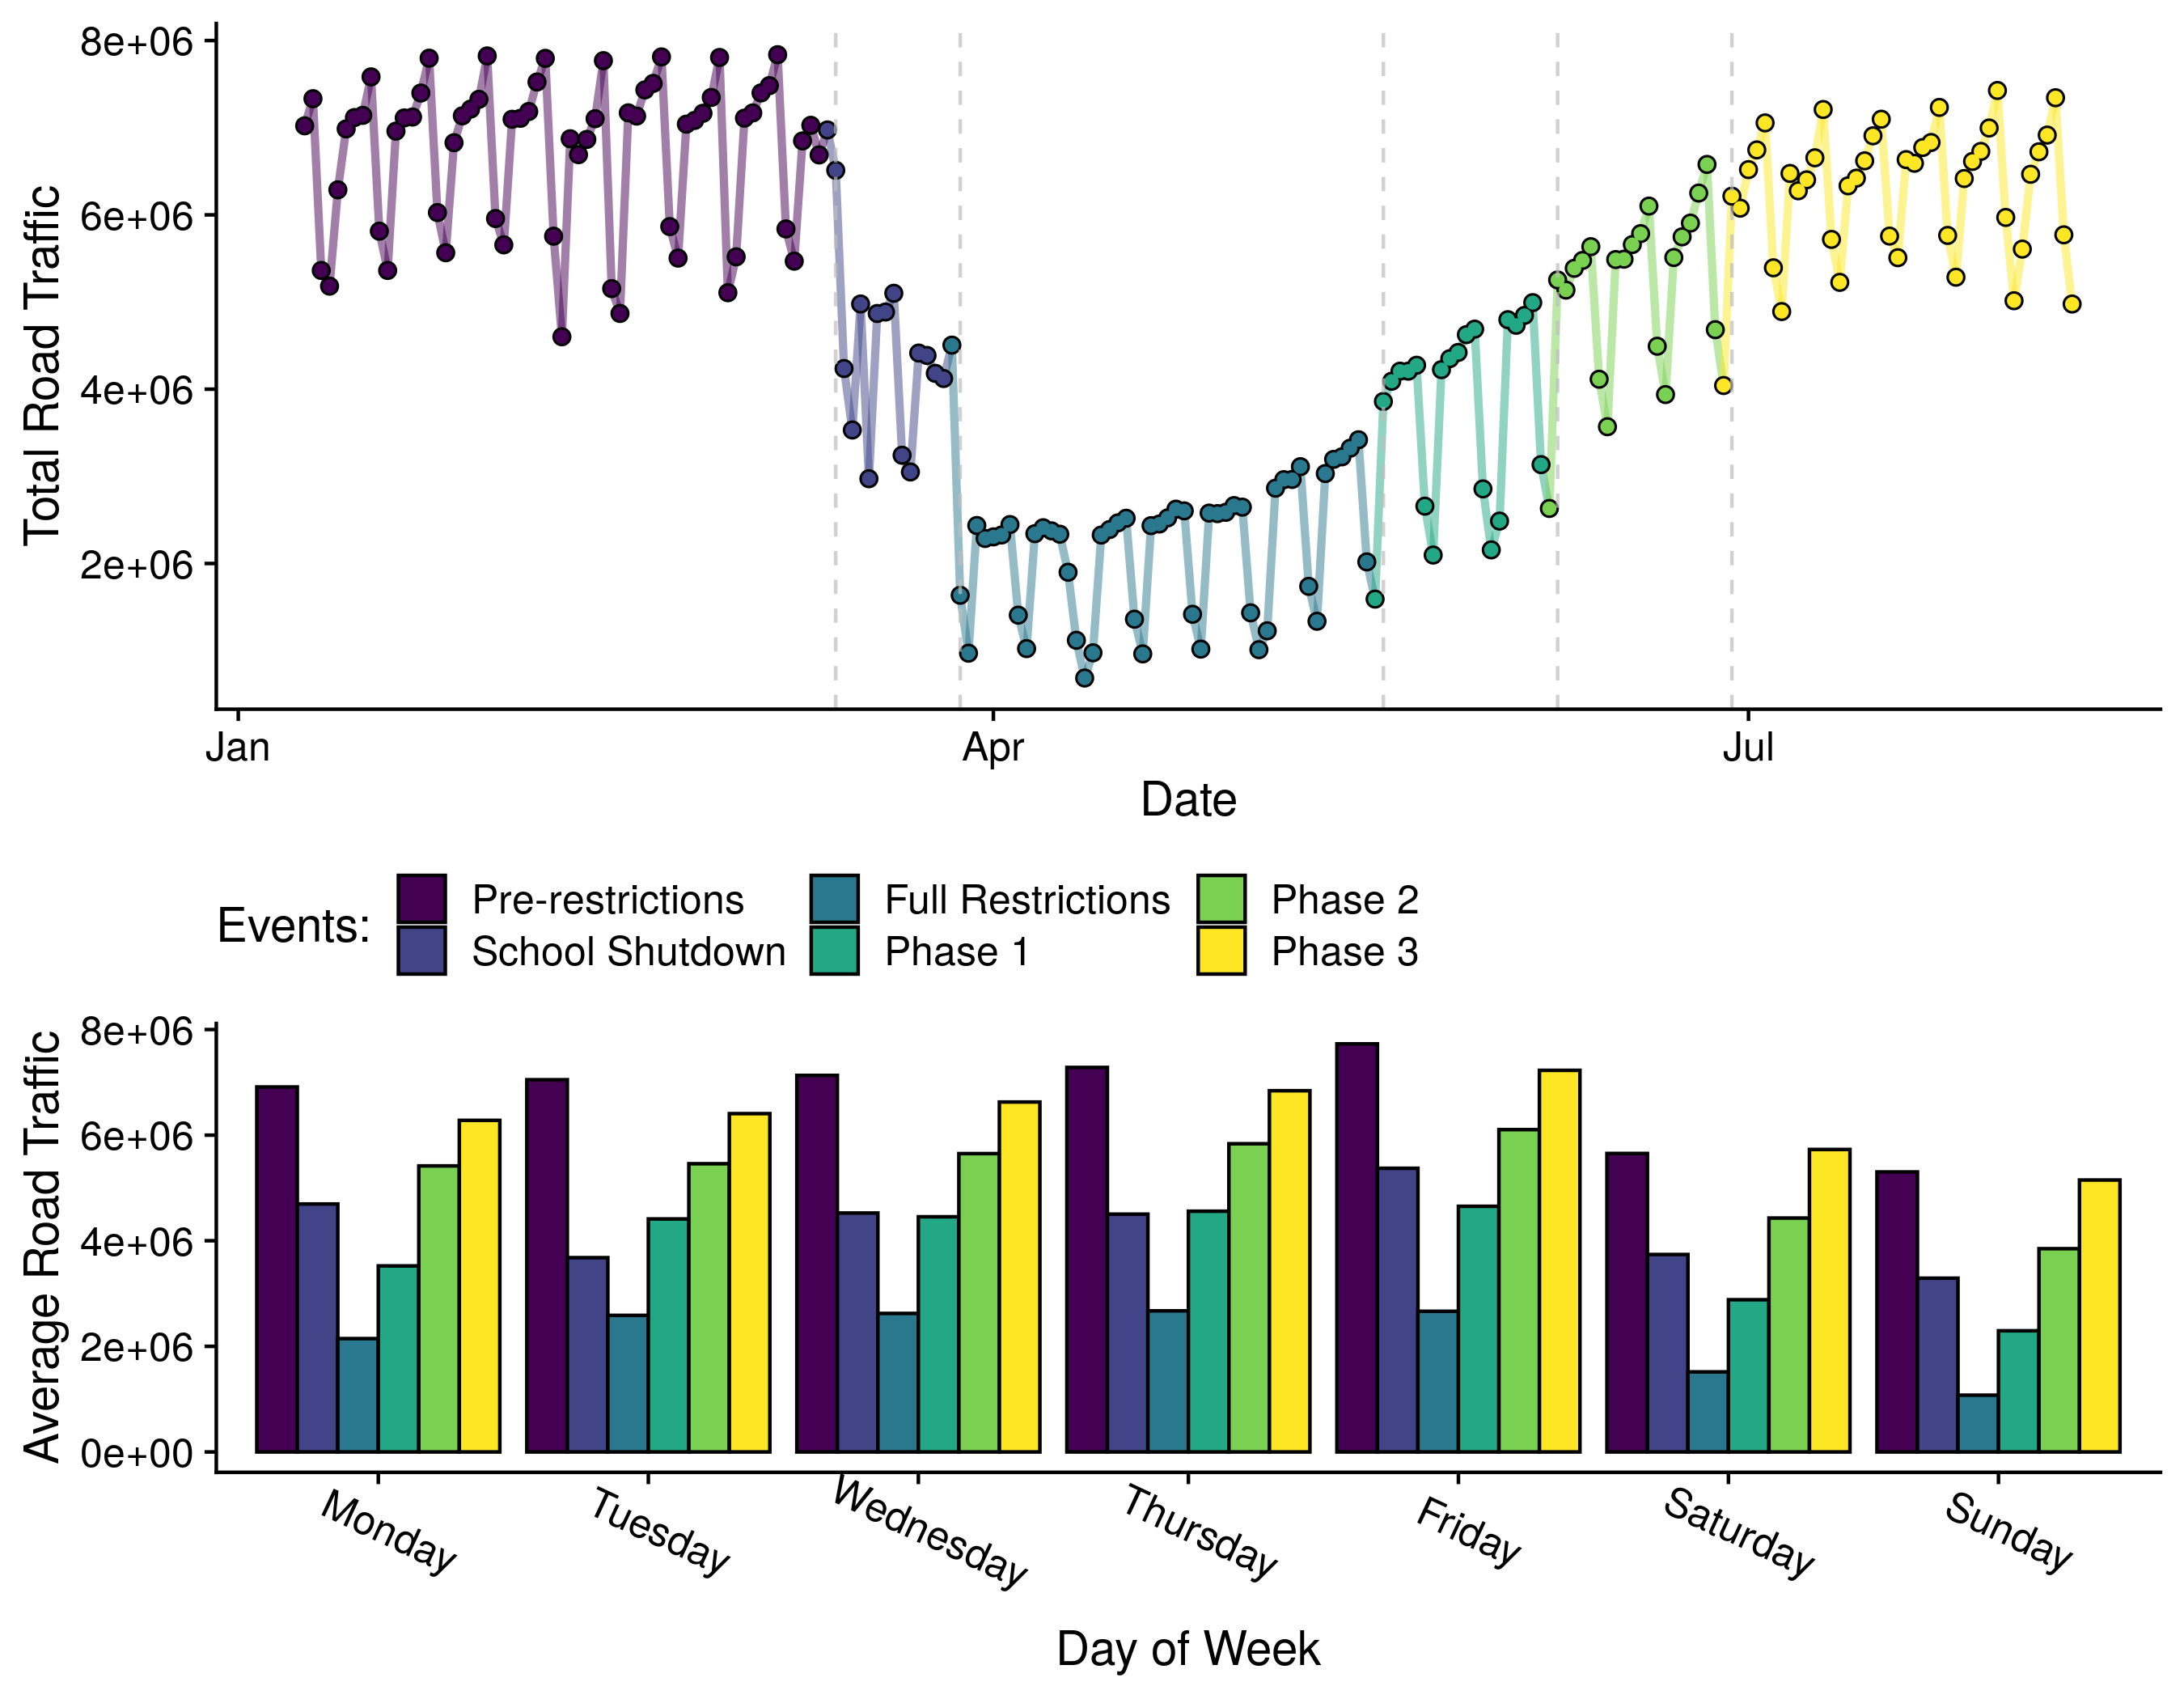 Total Road Traffic
8e+06
6e+06
4e+06
2e+06
Jan
Apr
Jul
Date
Events:
Pre-restrictions
School Shutdown
Full Restrictions
Phase 1
Phase 2
Phase 3
Average Road Traffic
8e+06
6e+06
4e+06
2e+06
0e+00
Monday
Tuesday
Wednesday
Thursday
Friday
Saturday
Sunday
Day of Week